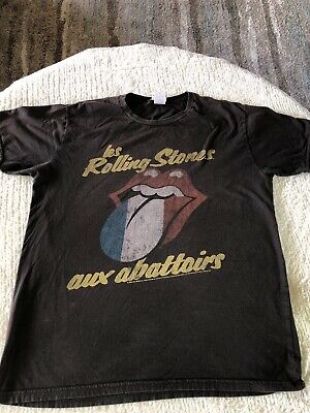 les
Rolling Stones
aux abattoirs